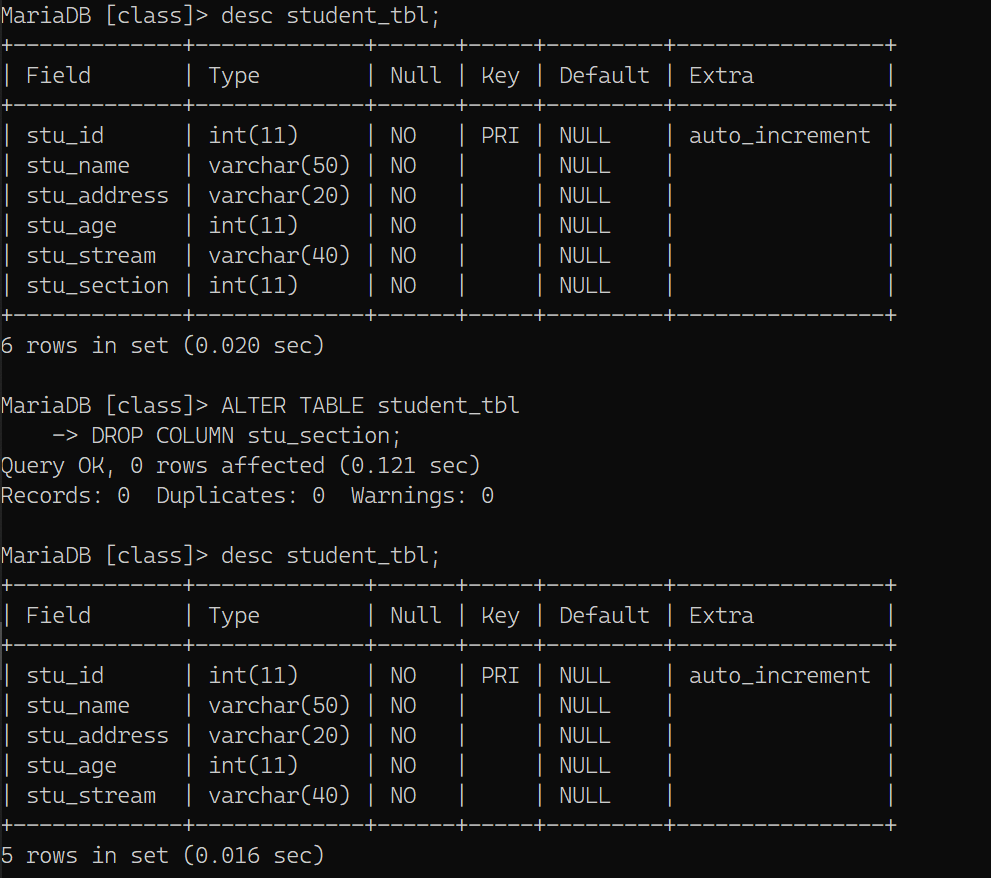 MariaDB [class]> desc student_tbl;
+-------------+-------------+------+-----+---------+----------------+
| Field       | Type        | Null | Key | Default | Extra          |
+-------------+-------------+------+-----+---------+----------------+
| stu_id      | int(11)     | NO   | PRI | NULL    | auto_increment |
| stu_name    | varchar(50) | NO   |     | NULL    |                |
| stu_address | varchar(20) | NO   |     | NULL    |                |
| stu_age     | int(11)     | NO   |     | NULL    |                |
| stu_stream  | varchar(40) | NO   |     | NULL    |                |
| stu_section | int(11)     | NO   |     | NULL    |                |
+-------------+-------------+------+-----+---------+----------------+
6 rows in set (0.020 sec)

MariaDB [class]> ALTER TABLE student_tbl
    -> DROP COLUMN stu_section;
Query OK, 0 rows affected (0.121 sec)
Records: 0  Duplicates: 0  Warnings: 0

MariaDB [class]> desc student_tbl;
+-------------+-------------+------+-----+---------+----------------+
| Field       | Type        | Null | Key | Default | Extra          |
+-------------+-------------+------+-----+---------+----------------+
| stu_id      | int(11)     | NO   | PRI | NULL    | auto_increment |
| stu_name    | varchar(50) | NO   |     | NULL    |                |
| stu_address | varchar(20) | NO   |     | NULL    |                |
| stu_age     | int(11)     | NO   |     | NULL    |                |
| stu_stream  | varchar(40) | NO   |     | NULL    |                |
+-------------+-------------+------+-----+---------+----------------+
5 rows in set (0.016 sec)